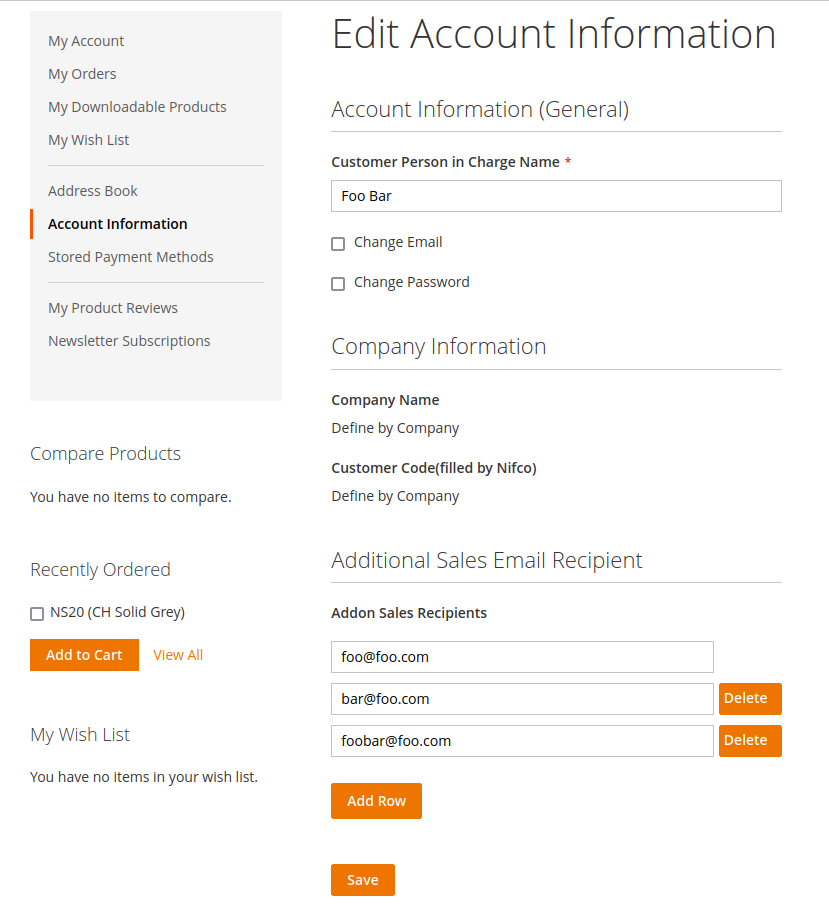 My Account
My Orders
My Downloadable Products
My Wish List
Address Book
Account Information
Stored Payment Methods
My Product Reviews
Newsletter Subscriptions
Compare Products
You have no items to compare.
Recently Ordered
NS20 (CH Solid Grey)
Add to Cart View All
My Wish List
You have no items in your wish list.
Edit Account Information
Account Information (General)
Customer Person in Charge Name *
Foo Bar
Change Email
Change Password
Company Information
Company Name
Define by Company
Customer Code(filled by Nifco)
Define by Company
Additional Sales Email Recipient
Addon Sales Recipients
foo@foo.com
bar@foo.com Delete
foobar@foo.com Delete
Add Row
Save